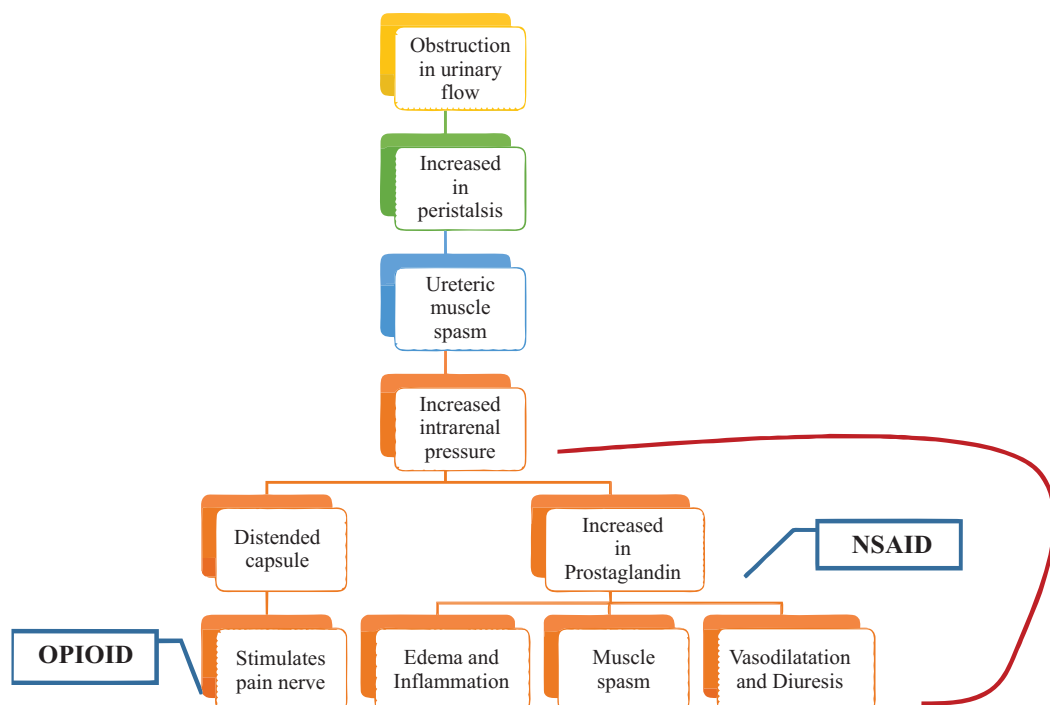 Obstruction
in urinary
flow
Increased
in
peristalsis
Ureteric
muscle
spasm
Increased
intrarenal
pressure
Distended
capsule
Increased
in
Prostaglandin
NSAID
OPIOID
Stimulates
pain nerve
Edema and
Inflammation
Muscle
spasm
Vasodilatation
and Diuresis